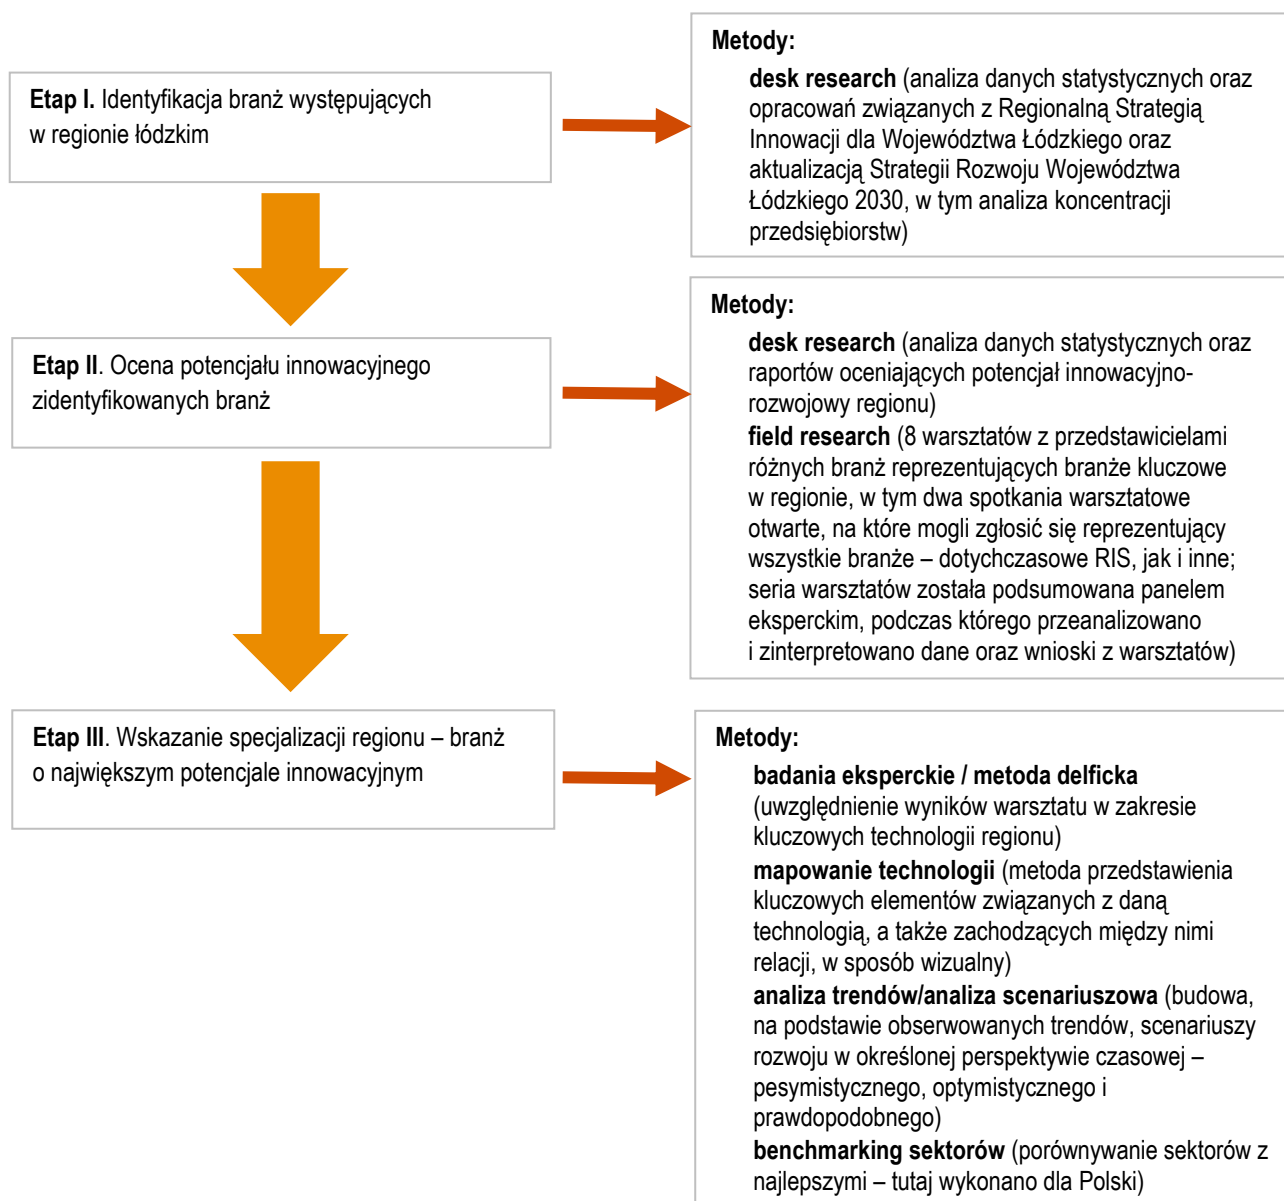 Etap I. Identyfikacja branż występujących
w regionie łódzkim
Metody:
desk research (analiza danych statystycznych oraz
opracowań związanych z Regionalną Strategią
Innowacji dla Województwa Łódzkiego oraz
aktualizacją Strategii Rozwoju Województwa
Łódzkiego 2030, w tym analiza koncentracji
przedsiębiorstw)
Etap II. Ocena potencjału innowacyjnego
zidentyfikowanych branż
Metody:
desk research (analiza danych statystycznych oraz
raportów oceniających potencjał innowacyjno-
rozwojowy regionu)
field research (8 warsztatów z przedstawicielami
różnych branż reprezentujących branże kluczowe
w regionie, w tym dwa spotkania warsztatowe
otwarte, na które mogli zgłosić się reprezentujący
wszystkie branże – dotychczasowe RIS, jak i inne;
seria warsztatów została podsumowana panelem
eksperckim, podczas którego przeanalizowano
i zinterpretowano dane oraz wnioski z warsztatów)
Etap III. Wskazanie specjalizacji regionu – branż
o największym potencjale innowacyjnym
Metody:
badania eksperckie / metoda delficka
(uwzględnienie wyników warsztatu w zakresie
kluczowych technologii regionu)
mapowanie technologii (metoda przedstawienia
kluczowych elementów związanych z daną
technologią, a także zachodzących między nimi
relacji, w sposób wizualny)
analiza trendów/analiza scenariuszowa (budowa,
na podstawie obserwowanych trendów, scenariuszy
rozwoju w określonej perspektywie czasowej –
pesymistycznego, optymistycznego i
prawdopodobnego)
benchmarking sektorów (porównywanie sektorów z
najlepszymi – tutaj wykonano dla Polski)